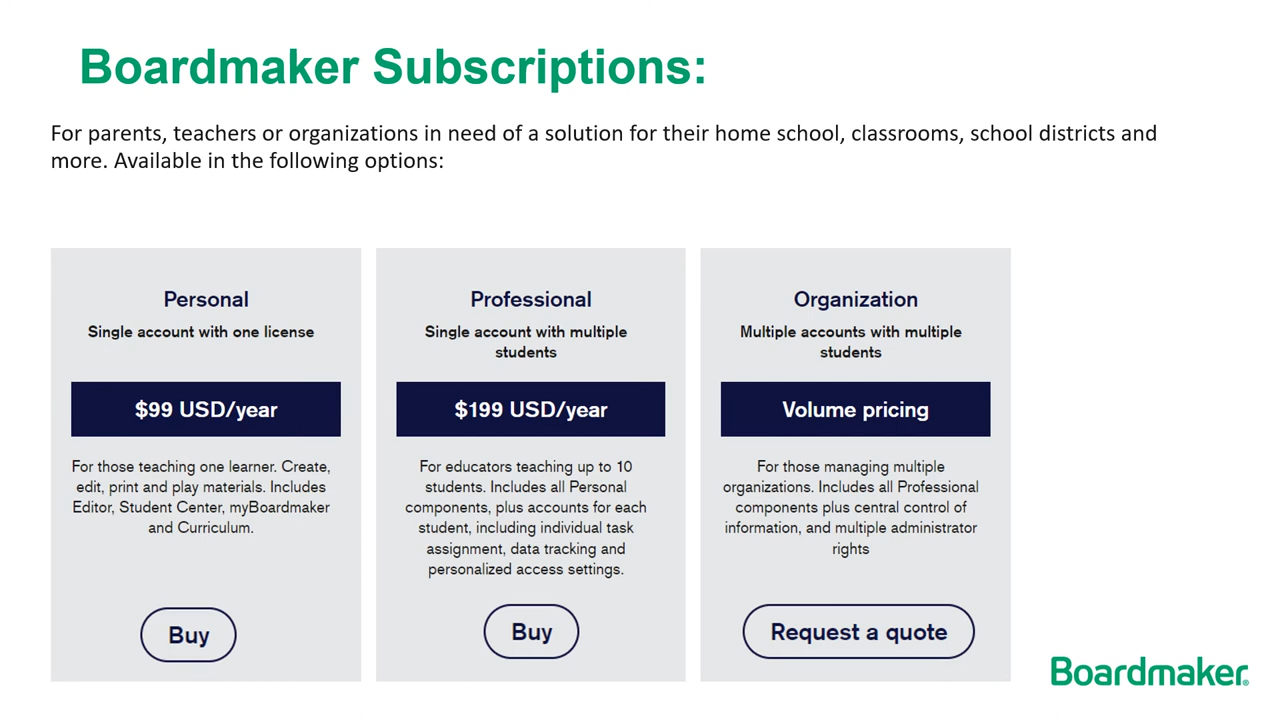 Boardmaker Subscriptions:
For parents, teachers or organizations in need of a solution for their home school, classrooms, school districts and
more. Available in the following options:
Personal
Single account with one license
$99 USD/year
For those teaching one learner. Create,
edit, print and play materials. Includes
Editor, Student Center, myBoardmaker
and Curriculum.
Buy
Professional
Single account with multiple
students
$199 USD/year
For educators teaching up to 10
students. Includes all Personal
components, plus accounts for each
student, including individual task
assignment, data tracking and
personalized access settings.
Buy
Organization
Multiple accounts with multiple
students
Volume pricing
For those managing multiple
organizations. Includes all Professional
components plus central control of
information, and multiple administrator
rights
Request a quote
Boardmaker®